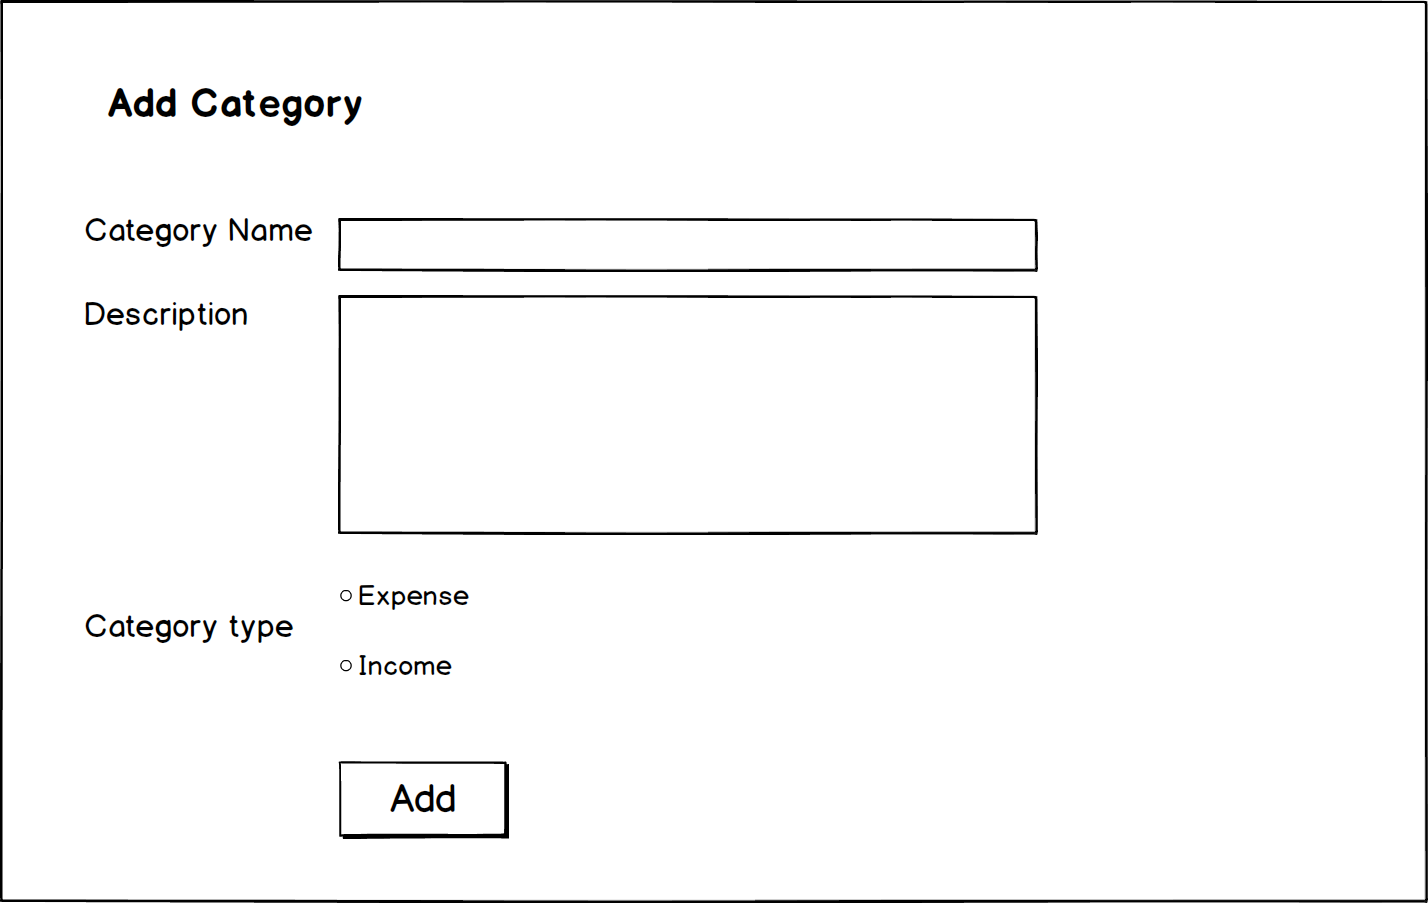 Add Category
Category Name
Description
Expense
Category type
Income
Add